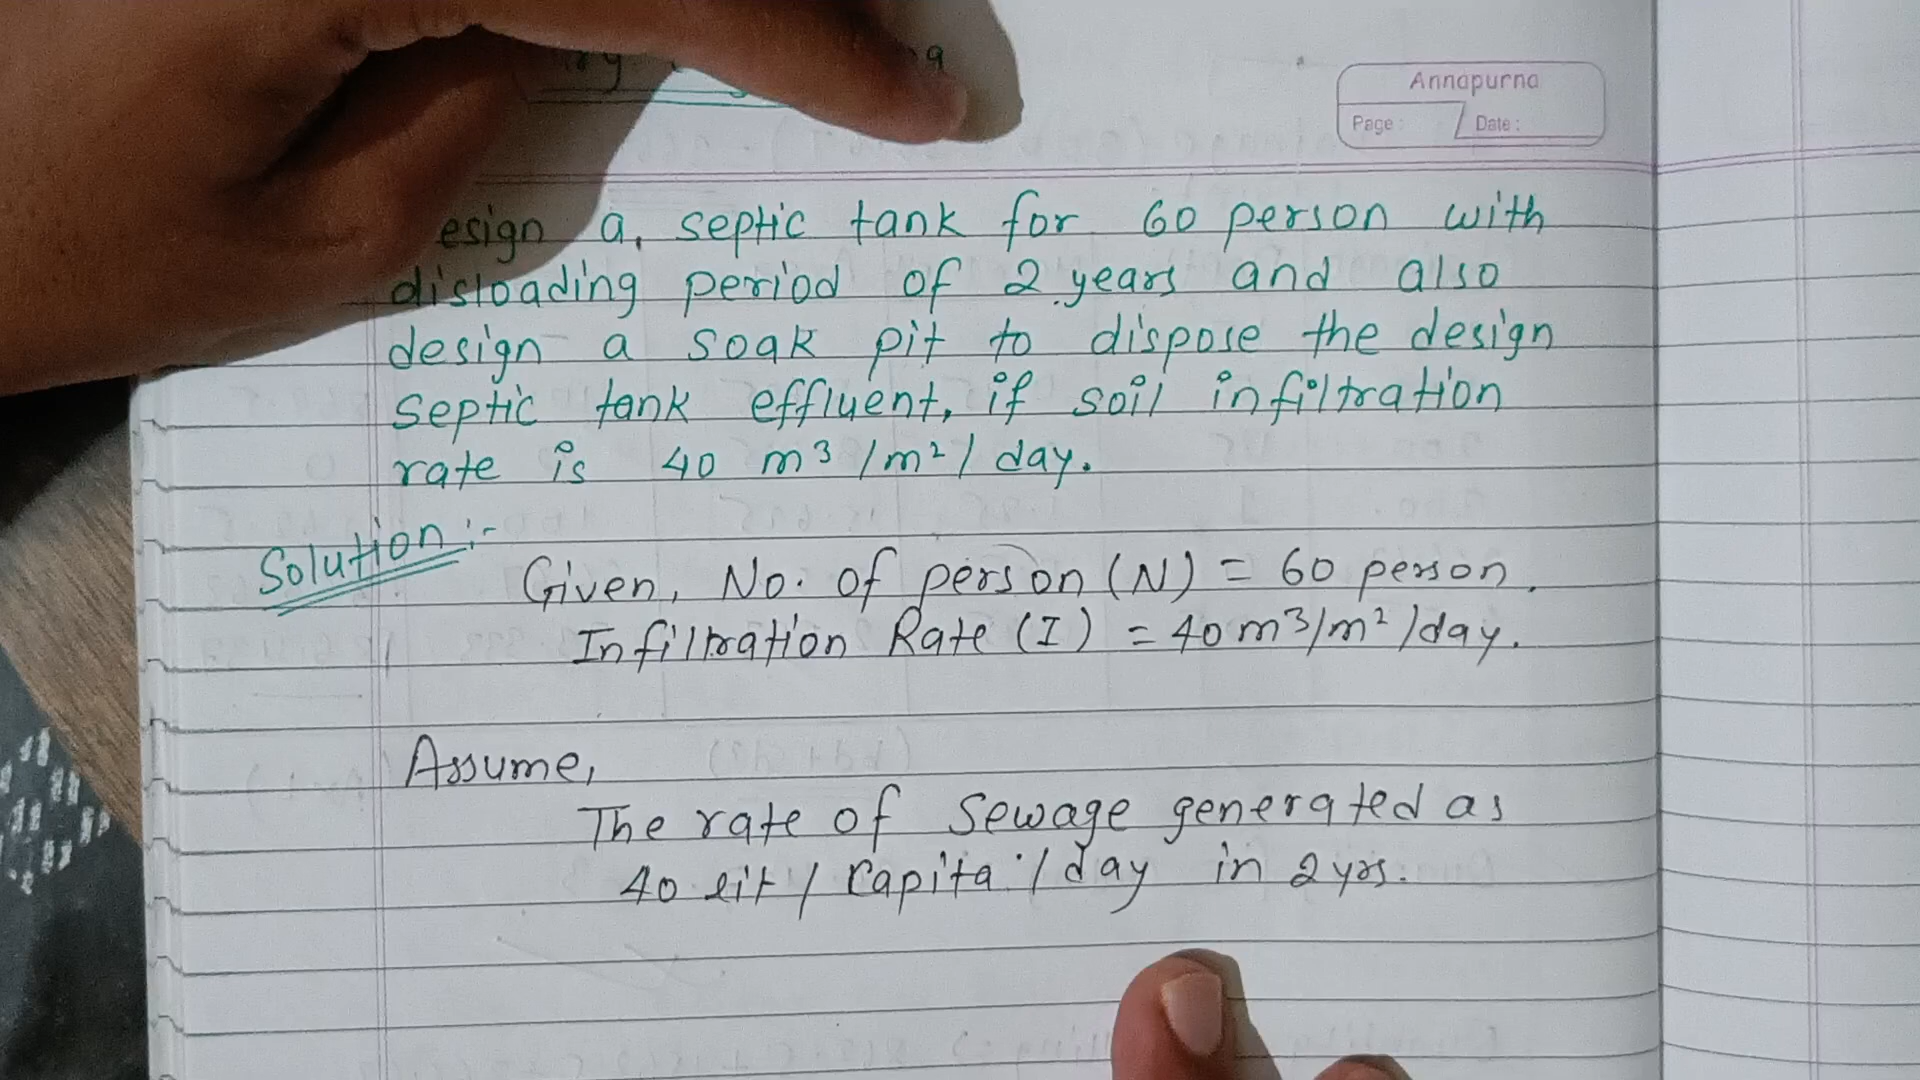 Annapurna
Page: Date:
esign a septic tank for 60 person with
disloading period of 2 years and also
design a soak pit to dispose the design
septic tank effluent, if soil infiltration
rate is 40 m³/m²/day.
Solution:-
Given, No. of person (N) = 60 person.
Infiltration Rate (I) = 40 m³/m²/day.
Assume,
The rate of sewage generated as
40 lit / capita / day in 2 yrs.